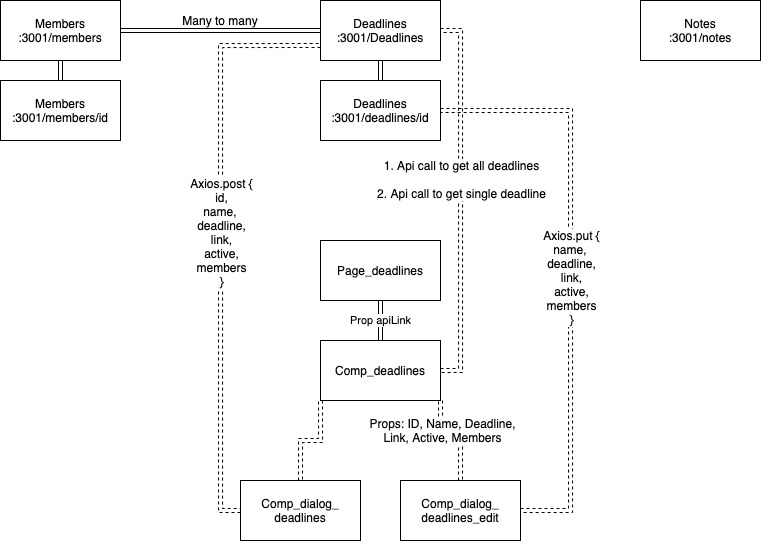 Members
:3001/members
Many to many
Deadlines
:3001/Deadlines
Notes
:3001/notes
Members
:3001/members/id
Deadlines
:3001/deadlines/id
1. Api call to get all deadlines
2. Api call to get single deadline
Axios.post {
id,
name,
deadline,
link,
active,
members
}
Axios.put {
name,
deadline,
link,
active,
members
}
Page_deadlines
Prop apiLink
Comp_deadlines
Props: ID, Name, Deadline,
Link, Active, Members
Comp_dialog_
deadlines
Comp_dialog_
deadlines_edit